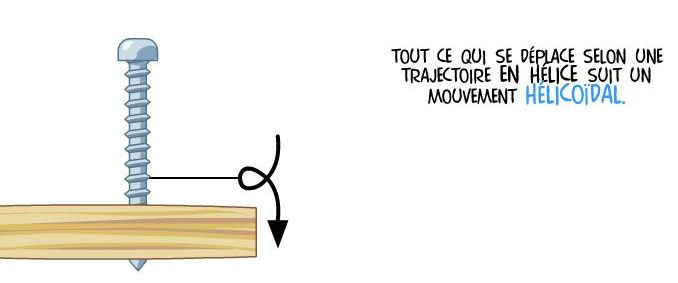 TOUT CE QUI SE DÉPLACE SELON UNE
TRAJECTOIRE EN HÉLICE SUIT UN
MOUVEMENT HÉLICOÏDAL.